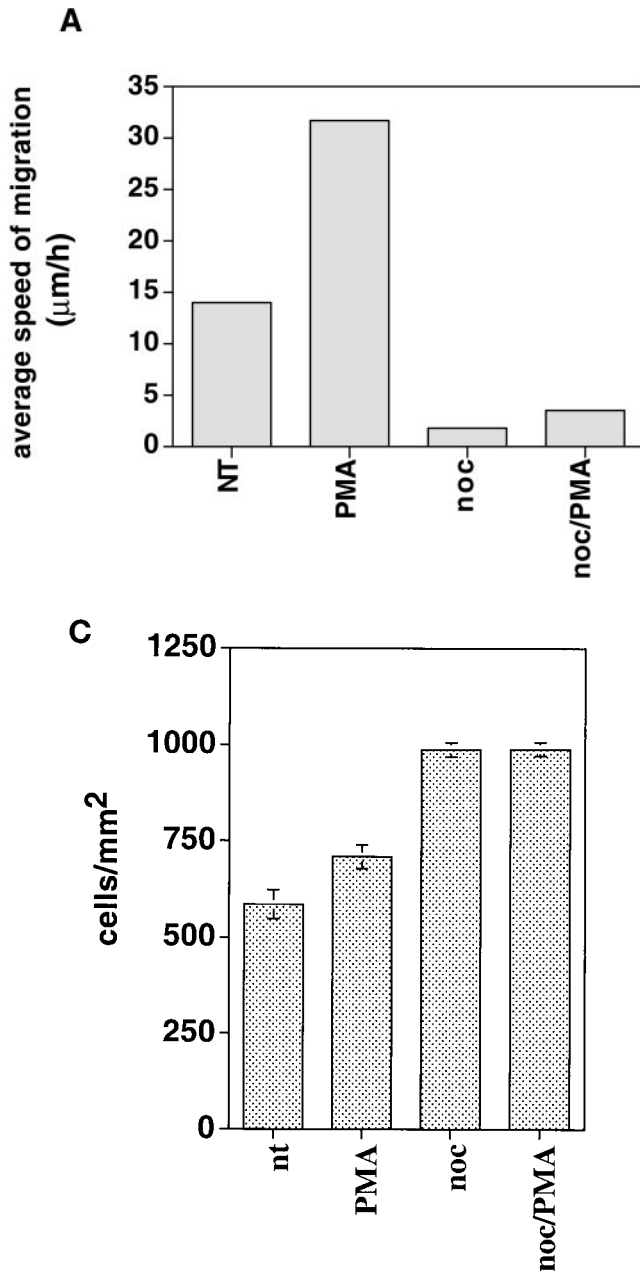 A
average speed of migration
(µm/h)
35
30
25
20
15
10
5
0
NT
PMA
noc
noc/PMA
C
cells/mm²
1250
1000
750
500
250
0
nt
PMA
noc
noc/PMA